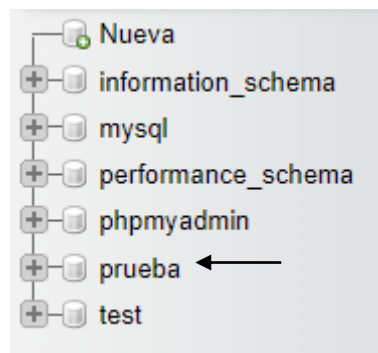 Nueva
information_schema
mysql
performance_schema
phpmyadmin
prueba
test